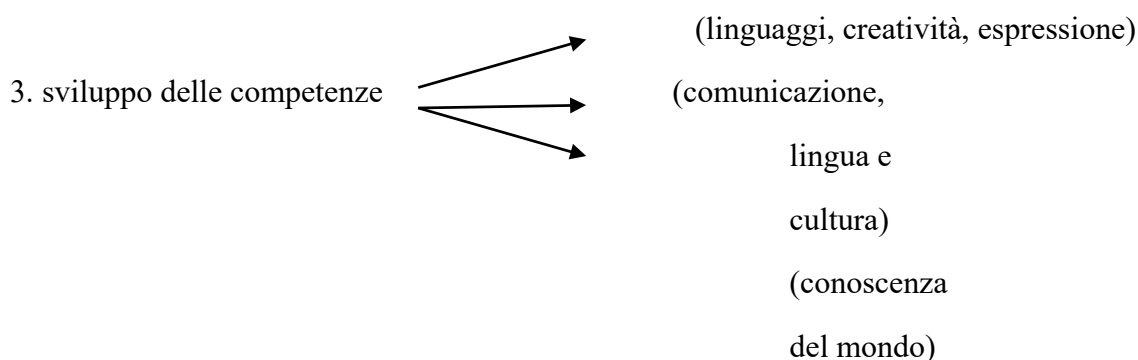 (linguaggi, creatività, espressione)
3. sviluppo delle competenze (comunicazione,
lingua e
cultura)
(conoscenza
del mondo)